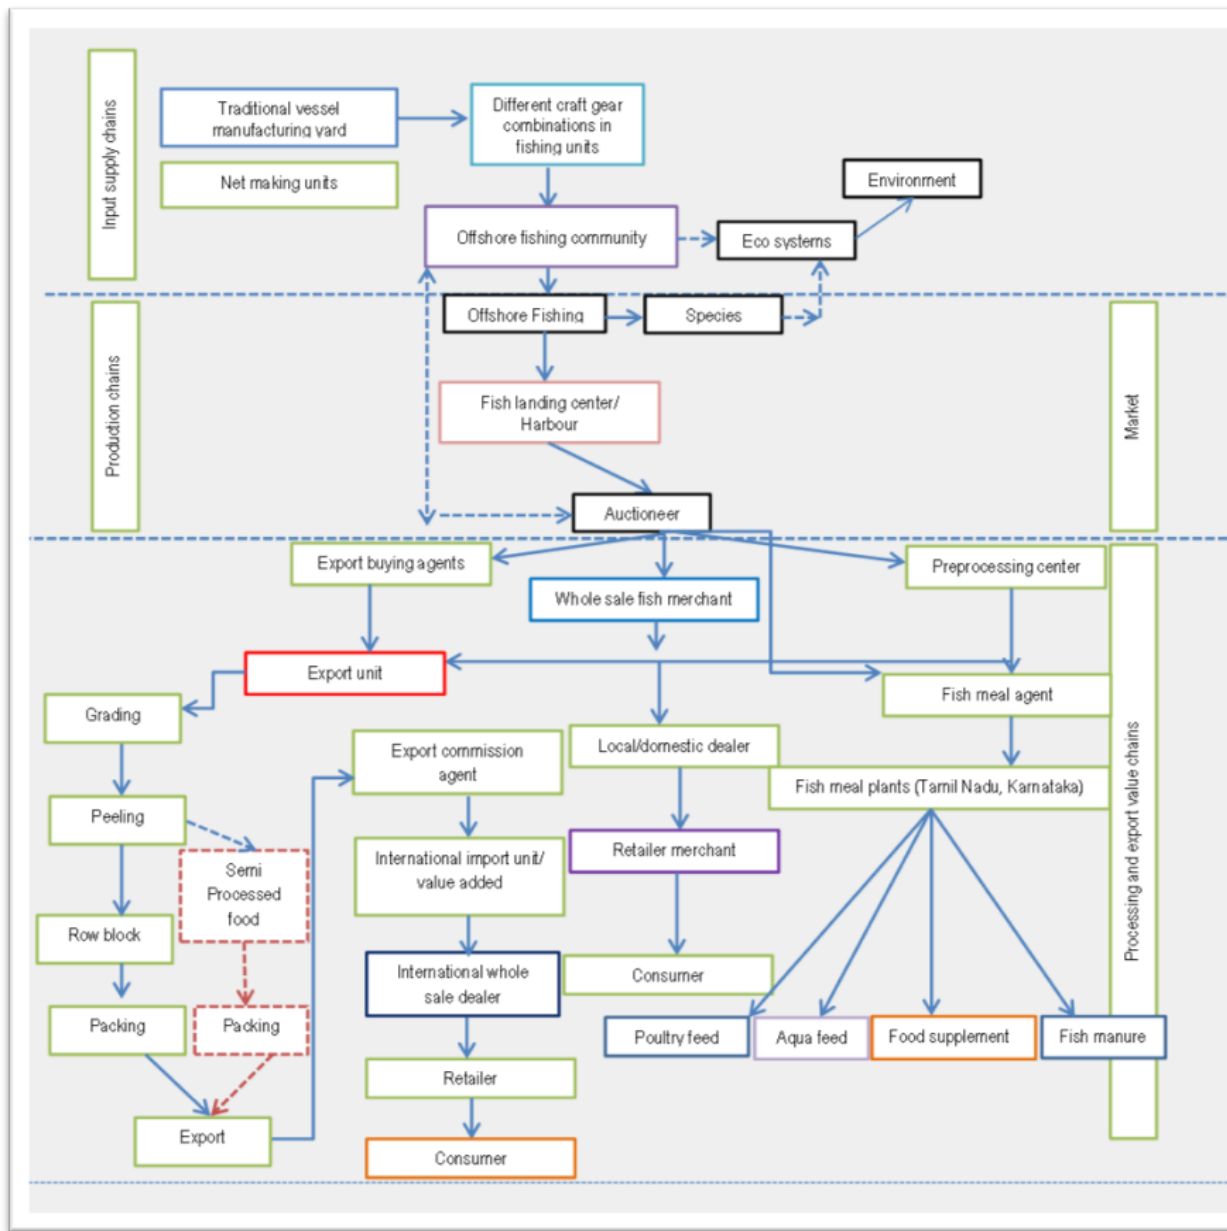 Input supply chains
Traditional vessel
manufacturing yard
Different craft gear
combinations in
fishing units
Net making units
Environment
Offshore fishing community
Eco systems
Production chains
Offshore Fishing
Species
Market
Fish landing center/
Harbour
Auctioneer
Export buying agents
Preprocessing center
Whole sale fish merchant
Export unit
Fish meal agent
Grading
Export commission
agent
Local/domestic dealer
Fish meal plants (Tamil Nadu, Karnataka)
Processing and export value chains
Peeling
Semi
Processed
food
International import unit/
value added
Retailer merchant
Row block
International whole
sale dealer
Consumer
Packing
Packing
Poultry feed
Aqua feed
Food supplement
Fish manure
Retailer
Export
Consumer